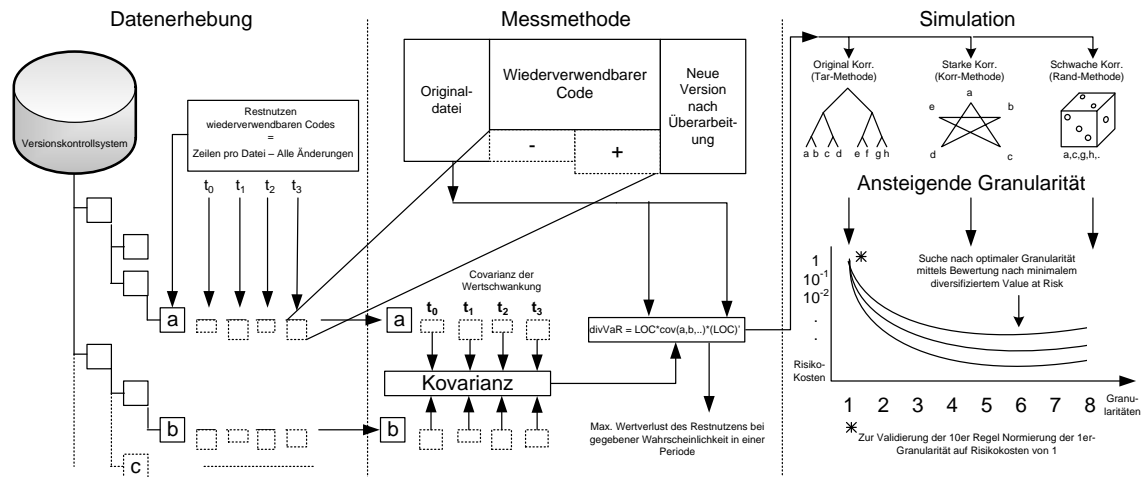 Datenerhebung
Versionskontrollsystem
Restnutzen
wiederverwendbaren Codes
=
Zeilen pro Datei – Alle Änderungen
t0
t1
t2
t3
a
b
c
Messmethode
Original-
datei
Wiederverwendbarer
Code
-
+
Neue
Version
nach
Überarbeit-
ung
Covarianz der
Wertschwankung
t0
t1
t2
t3
a
Kovarianz
b
divVaR = LOC*cov(a,b,..)*(LOC)'
Max. Wertverlust des Restnutzens bei
gegebener Wahrscheinlichkeit in einer
Periode
Simulation
Original Korr.
(Tar-Methode)
a b c d e f g h
Starke Korr.
(Korr-Methode)
a
e
b
d
c
Schwache Korr.
(Rand-Methode)
a,c,g,h,.
Ansteigende Granularität
Suche nach optimaler Granularität
mittels Bewertung nach minimalem
diversifiziertem Value at Risk
1
10-1
10-2
.
.
Risiko-
Kosten
1 2 3 4 5 6 7 8
Granu-
laritäten
Zur Validierung der 10er Regel Normierung der 1er-
Granularität auf Risikokosten von 1